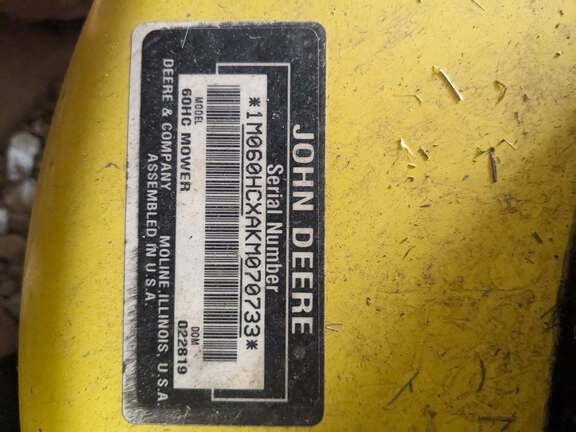 JOHN DEERE
Serial Number
*1M060HCXAKM070733*
MODEL DOM
60HC MOWER 022819
DEERE & COMPANY MOLINE, ILLINOIS U.S.A.
ASSEMBLED IN U.S.A.